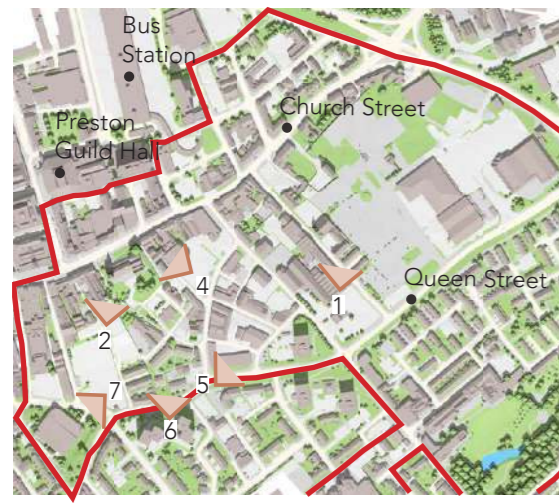 Bus
Station
Church Street
Preston
Guild Hall
4
Queen Street
1
2
5
7
6